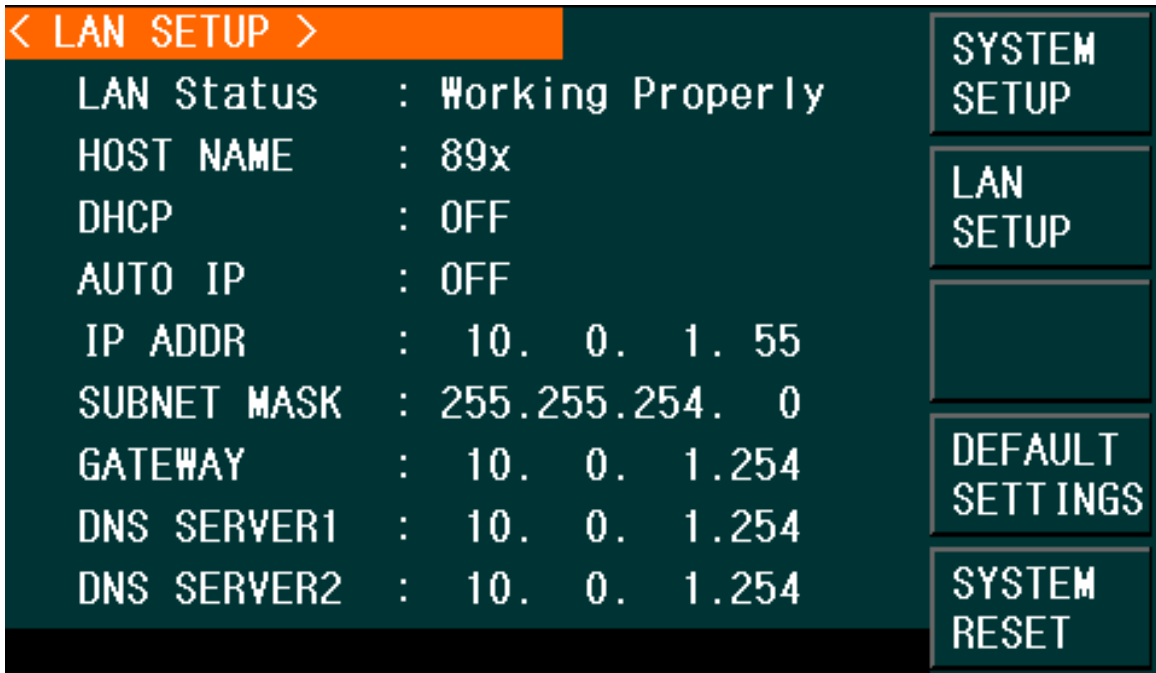 < LAN SETUP >
LAN Status : Working Properly
HOST NAME : 89x
DHCP : OFF
AUTO IP : OFF
IP ADDR : 10. 0. 1. 55
SUBNET MASK : 255.255.254. 0
GATEWAY : 10. 0. 1.254
DNS SERVER1 : 10. 0. 1.254
DNS SERVER2 : 10. 0. 1.254
SYSTEM
SETUP
LAN
SETUP
DEFAULT
SETTINGS
SYSTEM
RESET